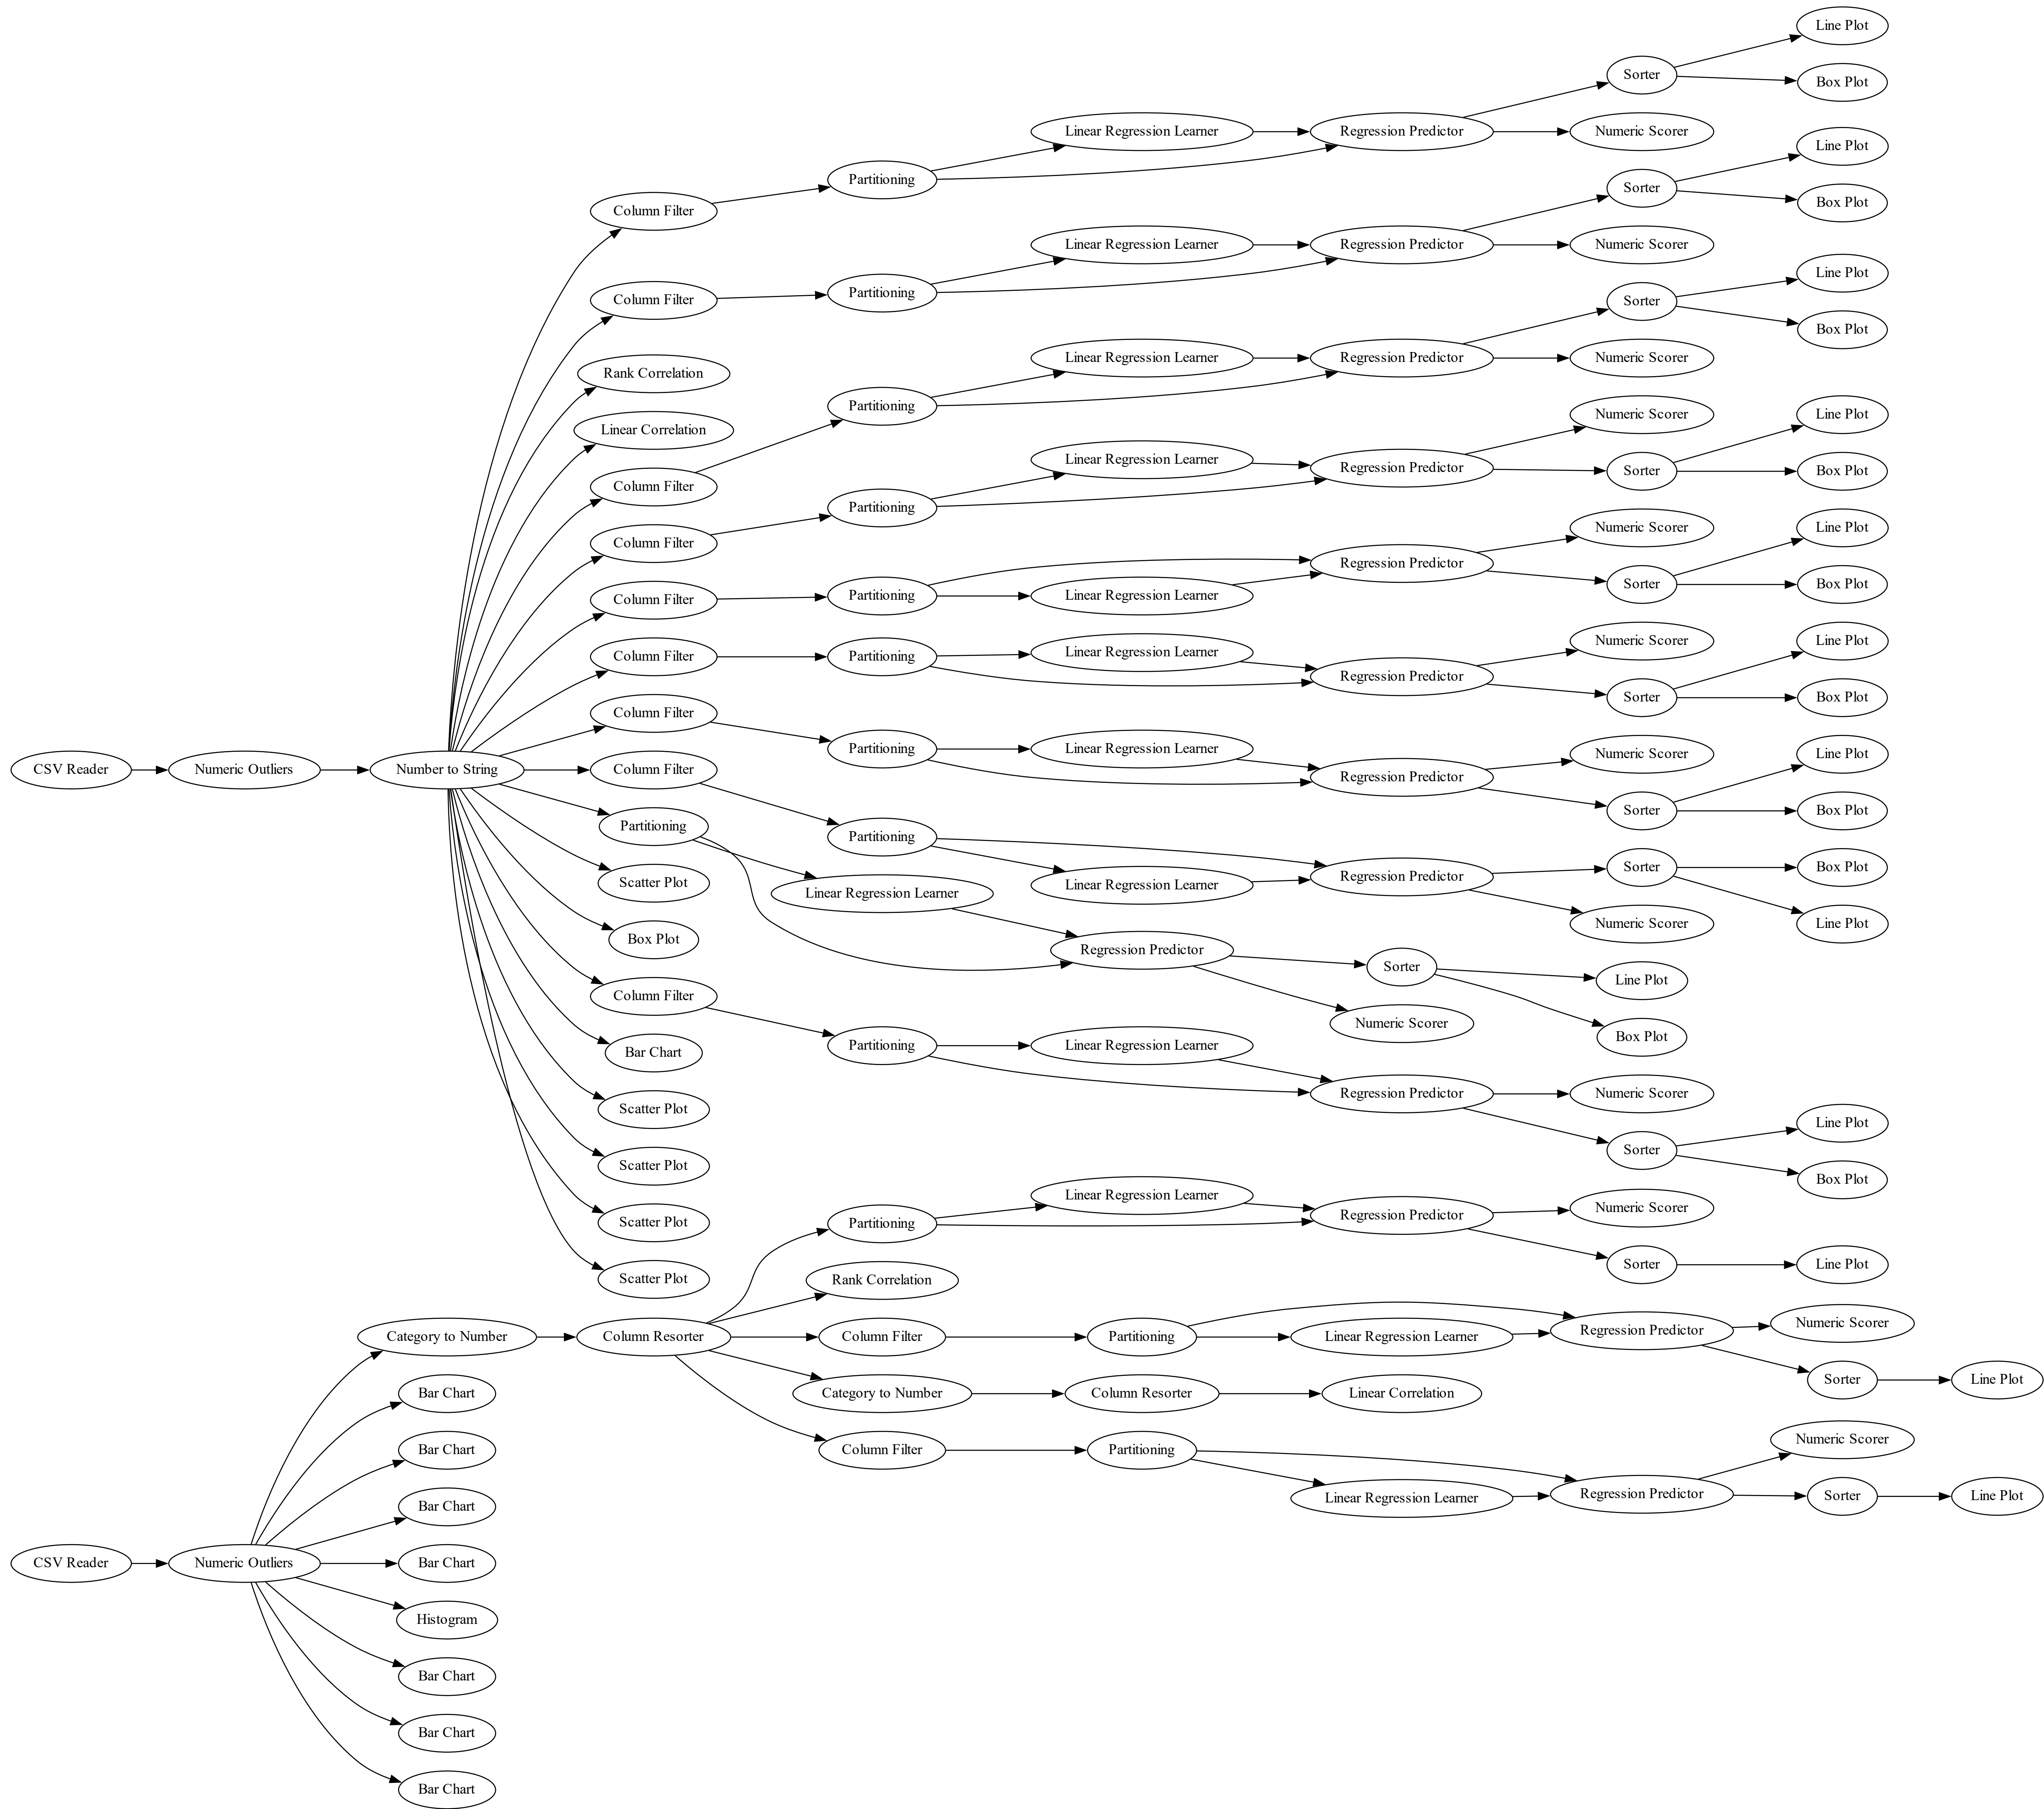 Line Plot
Sorter
Box Plot
Linear Regression Learner
Regression Predictor
Numeric Scorer
Line Plot
Partitioning
Sorter
Column Filter
Box Plot
Linear Regression Learner
Regression Predictor
Numeric Scorer
Line Plot
Partitioning
Column Filter
Sorter
Box Plot
Linear Regression Learner
Regression Predictor
Numeric Scorer
Rank Correlation
Partitioning
Numeric Scorer
Line Plot
Linear Correlation
Linear Regression Learner
Regression Predictor
Sorter
Box Plot
Column Filter
Partitioning
Numeric Scorer
Line Plot
Column Filter
Regression Predictor
Sorter
Box Plot
Column Filter
Partitioning
Linear Regression Learner
Numeric Scorer
Line Plot
Column Filter
Partitioning
Linear Regression Learner
Regression Predictor
Sorter
Box Plot
Column Filter
Partitioning
Linear Regression Learner
Numeric Scorer
Line Plot
CSV Reader
Numeric Outliers
Number to String
Column Filter
Regression Predictor
Sorter
Box Plot
Partitioning
Partitioning
Linear Regression Learner
Regression Predictor
Sorter
Box Plot
Scatter Plot
Linear Regression Learner
Numeric Scorer
Line Plot
Box Plot
Regression Predictor
Sorter
Line Plot
Column Filter
Numeric Scorer
Box Plot
Bar Chart
Partitioning
Linear Regression Learner
Regression Predictor
Numeric Scorer
Scatter Plot
Line Plot
Sorter
Scatter Plot
Box Plot
Linear Regression Learner
Scatter Plot
Partitioning
Regression Predictor
Numeric Scorer
Sorter
Line Plot
Scatter Plot
Rank Correlation
Category to Number
Column Resorter
Column Filter
Partitioning
Linear Regression Learner
Regression Predictor
Numeric Scorer
Sorter
Line Plot
Bar Chart
Category to Number
Column Resorter
Linear Correlation
Bar Chart
Column Filter
Partitioning
Numeric Scorer
Bar Chart
Linear Regression Learner
Regression Predictor
Sorter
Line Plot
CSV Reader
Numeric Outliers
Bar Chart
Histogram
Bar Chart
Bar Chart
Bar Chart